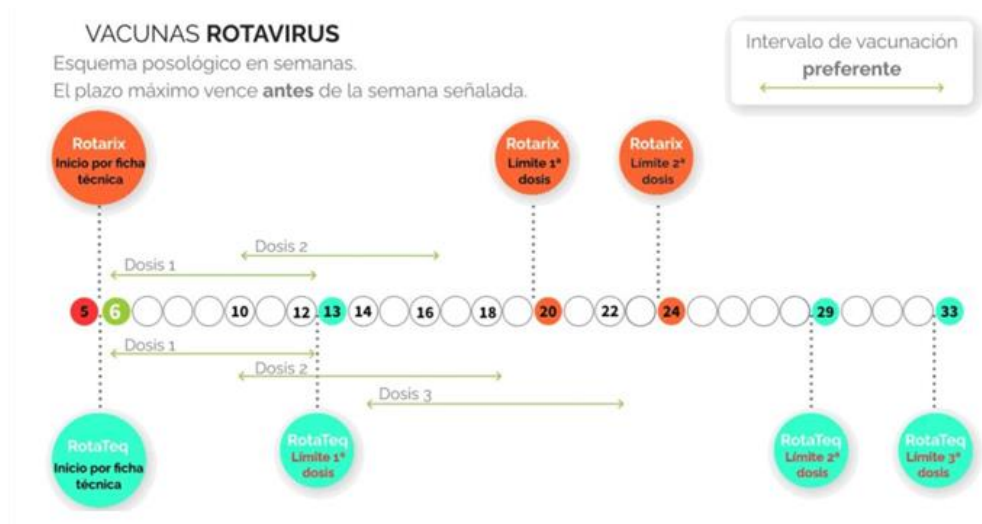 VACUNAS ROTAVIRUS
Esquema posológico en semanas.
El plazo máximo vence antes de la semana señalada.
Intervalo de vacunación
preferente
Rotarix
Inicio por ficha
técnica
Rotarix
Límite 1ª
dosis
Rotarix
Límite 2ª
dosis
Dosis 2
Dosis 1
5 6 10 12 13 14 16 18 20 22 24 29 33
Dosis 1
Dosis 2
Dosis 3
RotaTeq
Inicio por ficha
técnica
RotaTeq
Límite 1ª
dosis
RotaTeq
Límite 2ª
dosis
RotaTeq
Límite 3ª
dosis